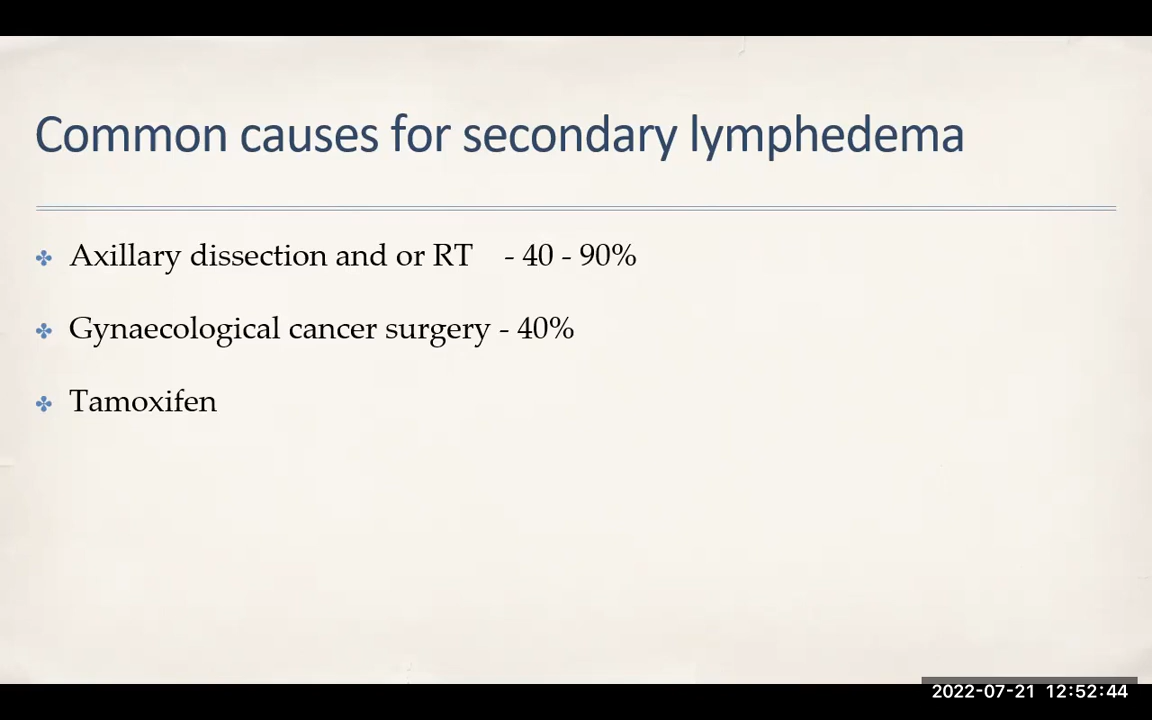 Common causes for secondary lymphedema
Axillary dissection and or RT - 40 - 90%
Gynaecological cancer surgery - 40%
Tamoxifen
2022-07-21 12:52:44